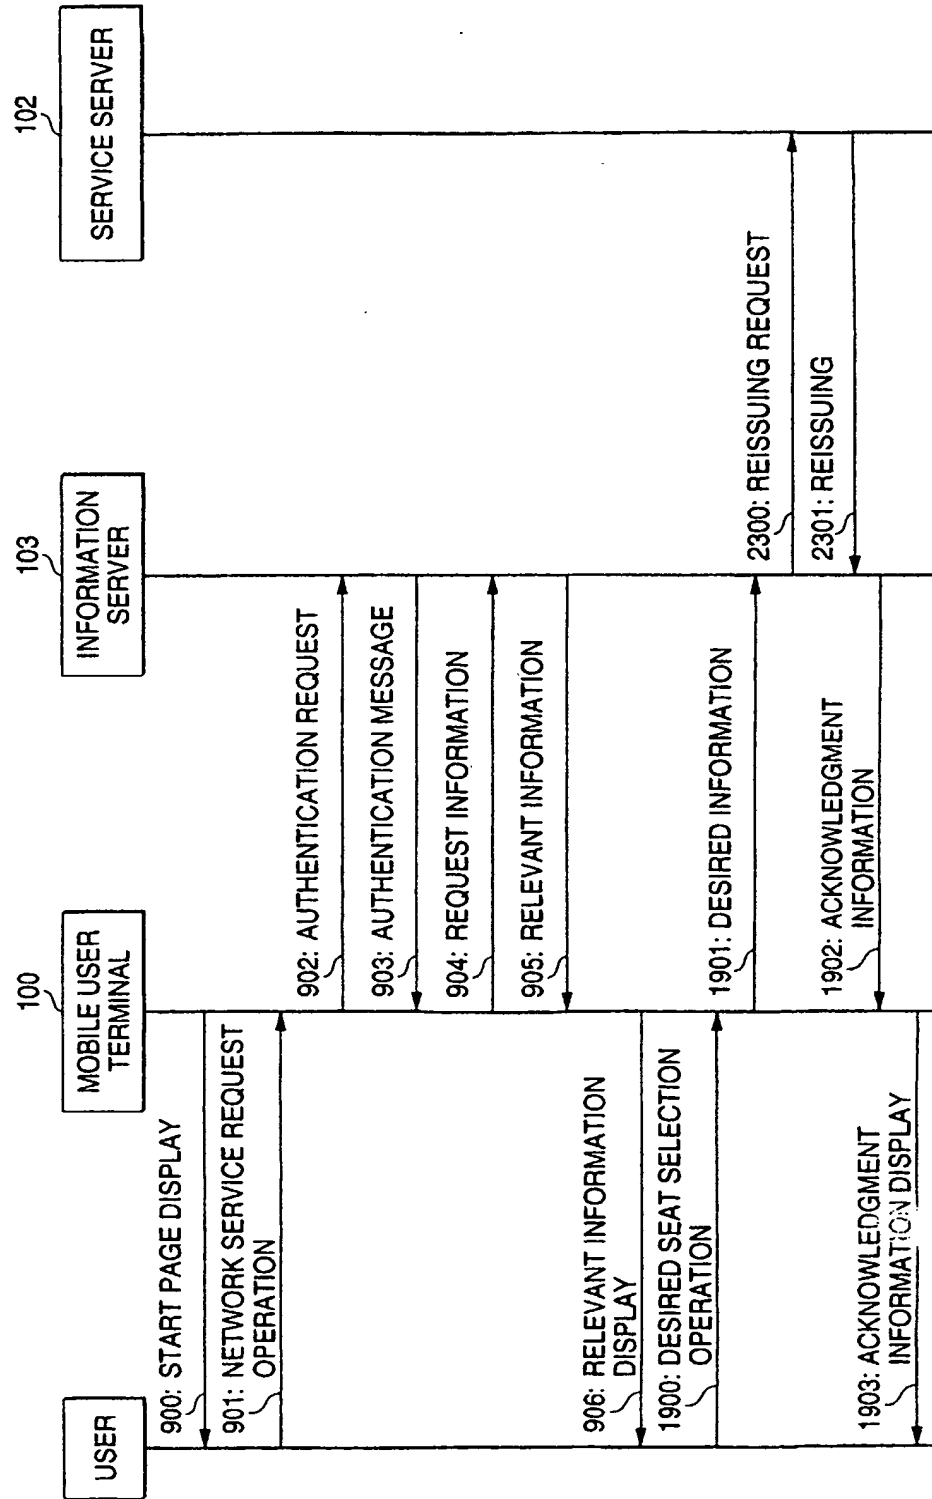 USER
100
MOBILE USER
TERMINAL
103
INFORMATION
SERVER
102
SERVICE SERVER
900: START PAGE DISPLAY
901: NETWORK SERVICE REQUEST
OPERATION
902: AUTHENTICATION REQUEST
903: AUTHENTICATION MESSAGE
904: REQUEST INFORMATION
905: RELEVANT INFORMATION
906: RELEVANT INFORMATION
DISPLAY
1900: DESIRED SEAT SELECTION
OPERATION
1901: DESIRED INFORMATION
2300: REISSUING REQUEST
2301: REISSUING
1902: ACKNOWLEDGMENT
INFORMATION
1903: ACKNOWLEDGMENT
INFORMATION DISPLAY